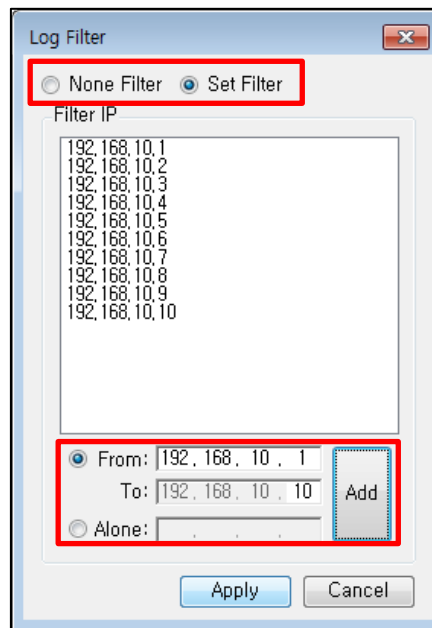 Log Filter
None Filter Set Filter
Filter IP
192,168,10,1
192,168,10,2
192,168,10,3
192,168,10,4
192,168,10,5
192,168,10,6
192,168,10,7
192,168,10,8
192,168,10,9
192,168,10,10
From: 192 . 168 . 10 . 1
To: 192 . 168 . 10 . 10
Add
Alone: . . .
Apply Cancel